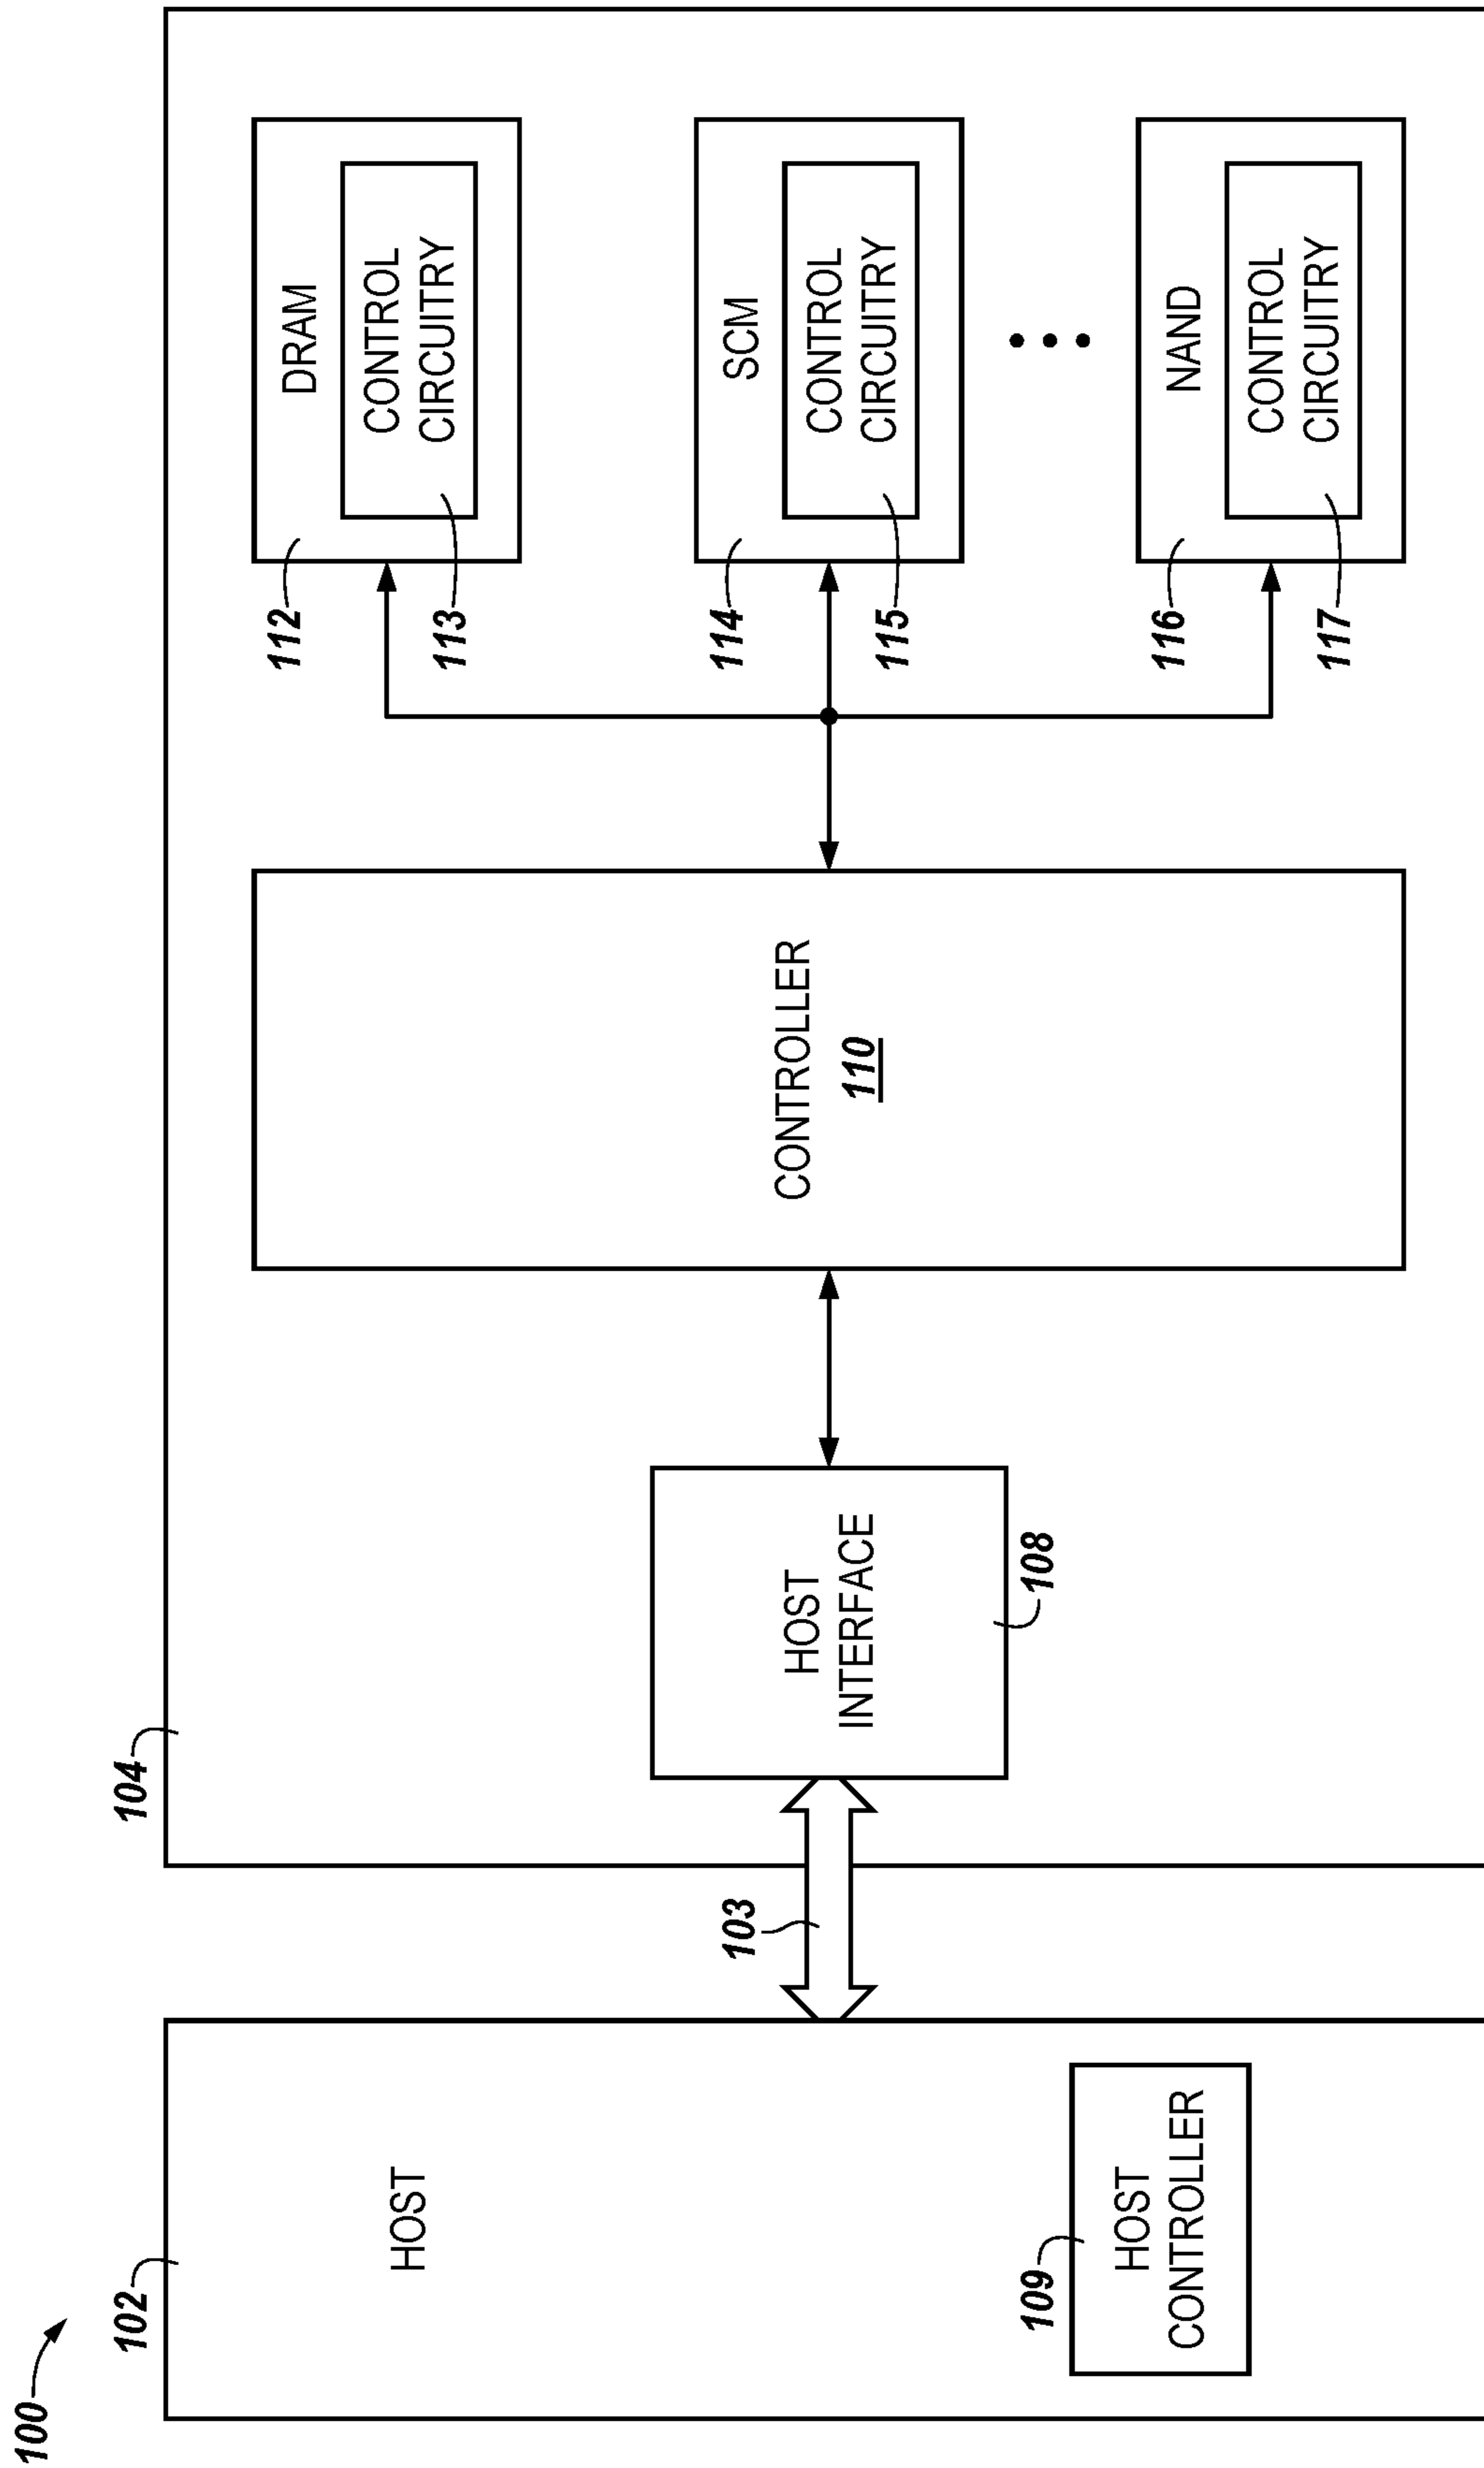 100
102
HOST
109
HOST
CONTROLLER
103
104
HOST
INTERFACE
108
CONTROLLER
110
112
DRAM
113
CONTROL
CIRCUITRY
114
SCM
115
CONTROL
CIRCUITRY
116
NAND
117
CONTROL
CIRCUITRY